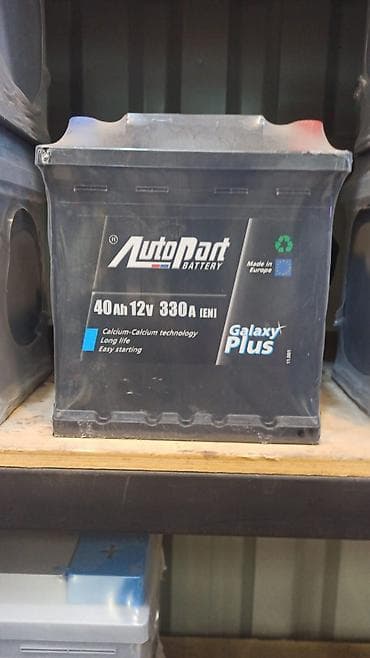 ® AutoPart
BATTERY
Made in
Europe
40Ah 12V 330A (EN)
Calcium-Calcium technology
Long life
Easy starting
Galaxy
Plus
+